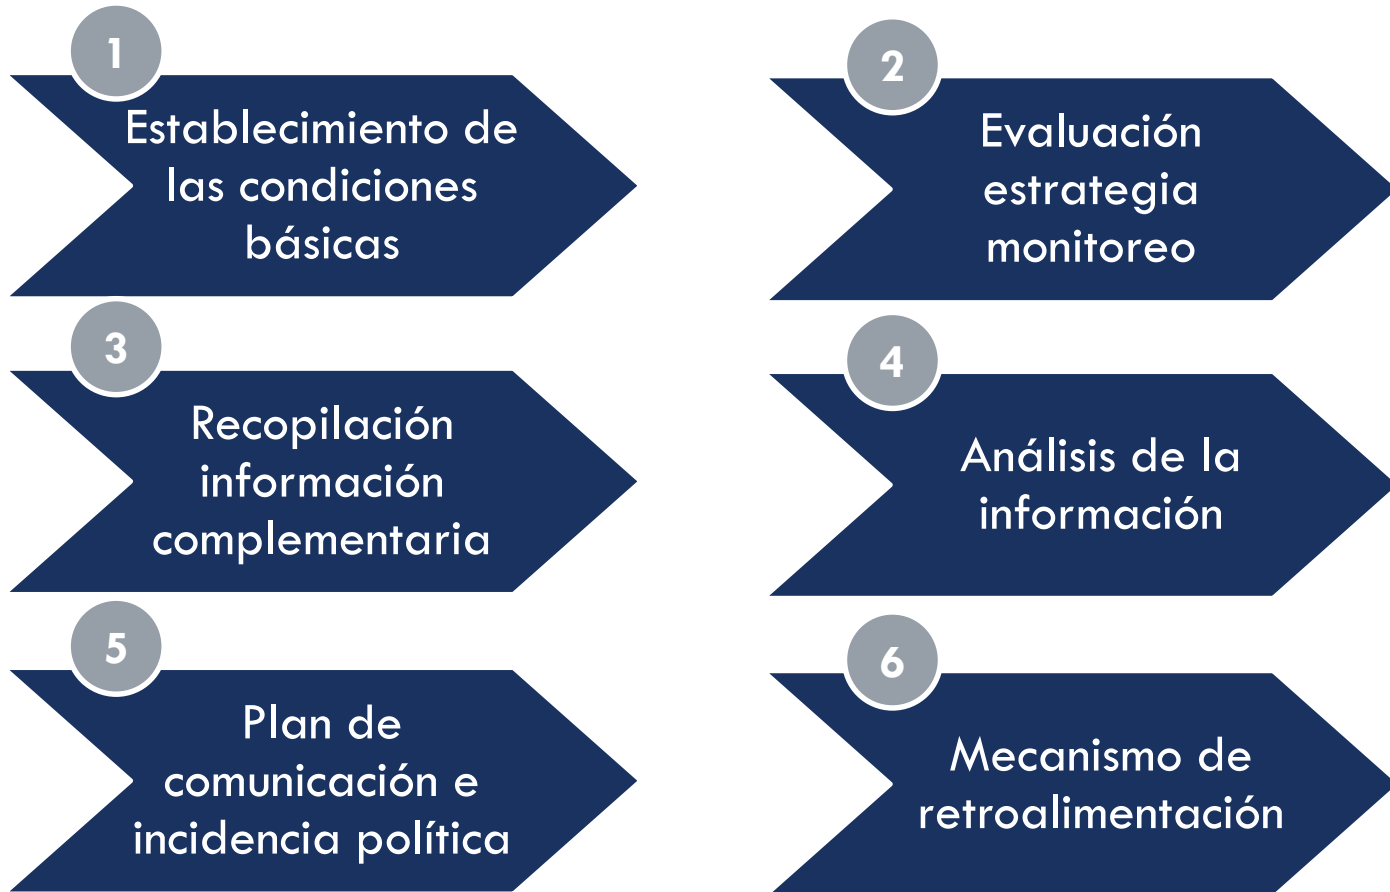 1
Establecimiento de
las condiciones
básicas
2
Evaluación
estrategia
monitoreo
3
Recopilación
información
complementaria
4
Análisis de la
información
5
Plan de
comunicación e
incidencia política
6
Mecanismo de
retroalimentación